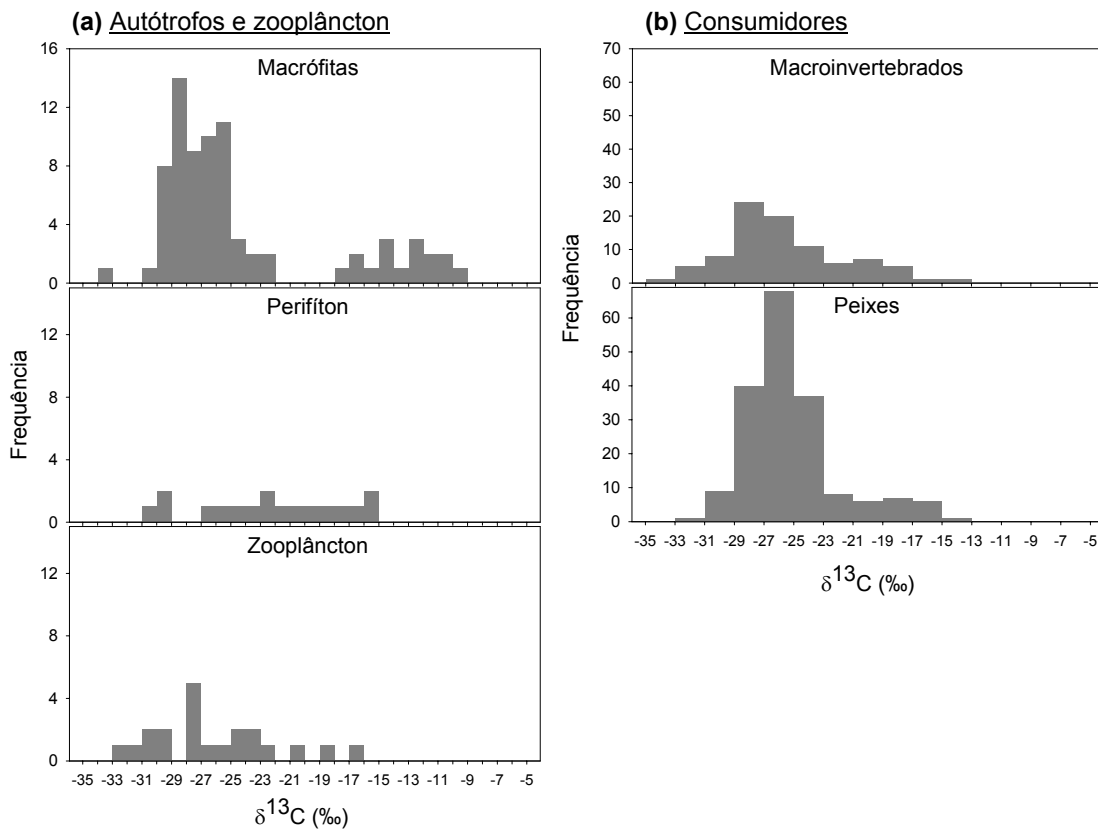 (a) Autótrofos e zooplâncton
Macrófitas
16
12
8
4
0
Perifíton
12
8
4
0
Zooplâncton
12
8
4
0
Frequência
-35 -33 -31 -29 -27 -25 -23 -21 -19 -17 -15 -13 -11 -9 -7 -5
δ13C (‰)
(b) Consumidores
Macroinvertebrados
70
60
50
40
30
20
10
0
Peixes
60
50
40
30
20
10
0
Frequência
-35 -33 -31 -29 -27 -25 -23 -21 -19 -17 -15 -13 -11 -9 -7 -5
δ13C (‰)